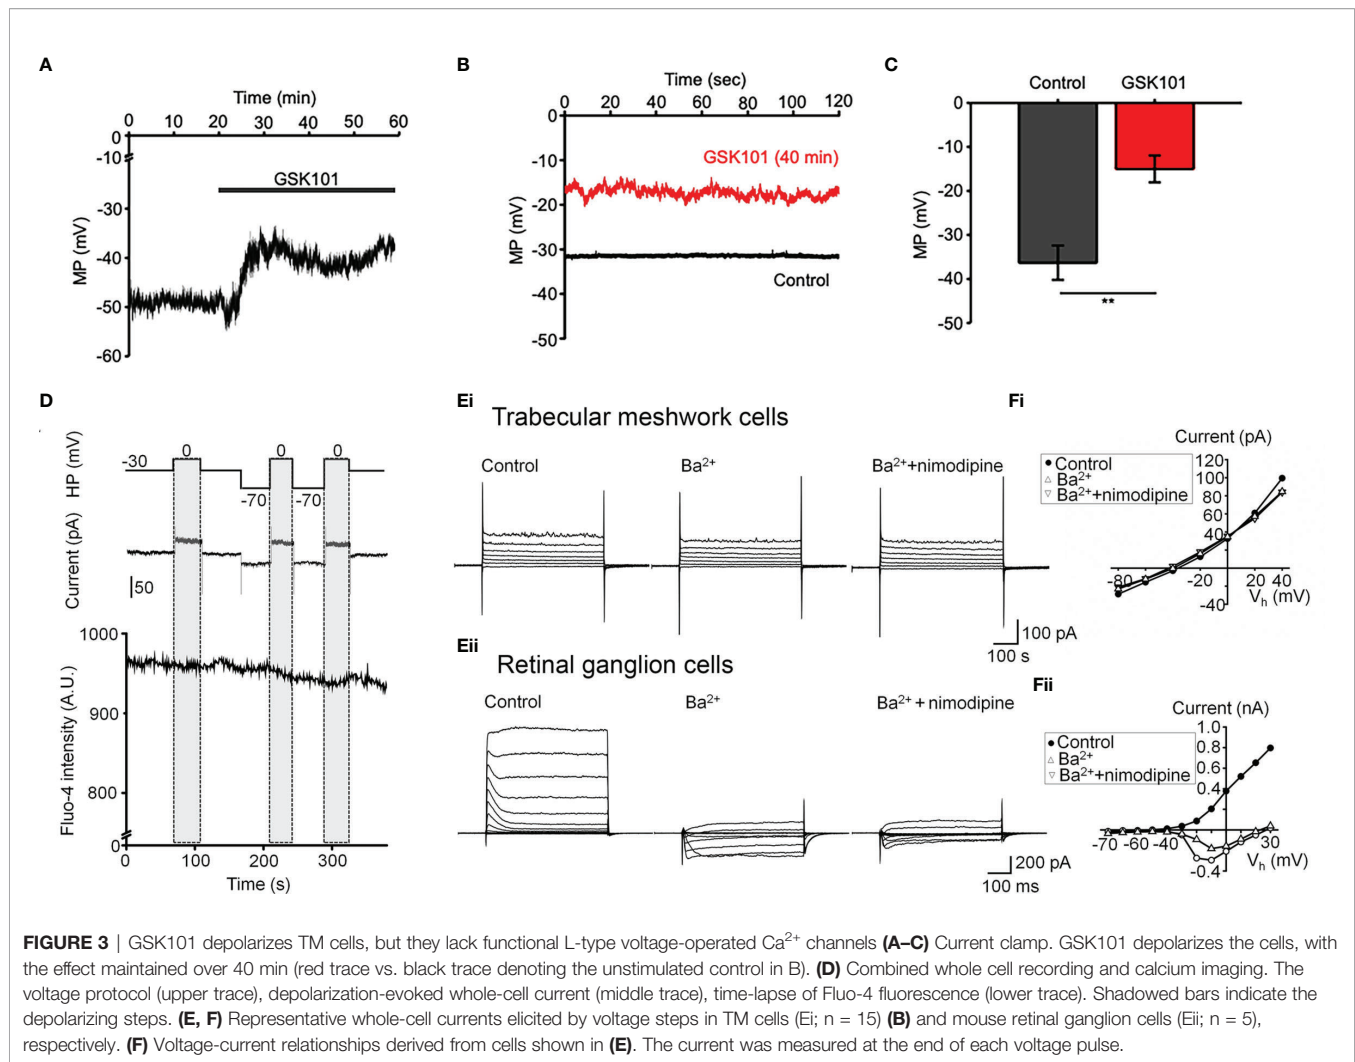 A
Time (min)
0 10 20 30 40 50 60
0
-10
-30
-40
-50
-60
MP (mV)
GSK101
B
Time (sec)
0 20 40 60 80 100 120
0
-10
-20
-30
-40
-50
MP (mV)
GSK101 (40 min)
Control
C
Control GSK101
0
-10
-20
-30
-40
-50
MP (mV)
**
D
HP (mV)
-30 0 0 0
-70 -70
Current (pA)
50
Fluo-4 intensity (A.U.)
1000
900
800
0
0 100 200 300
Time (s)
Ei
Trabecular meshwork cells
Control Ba²⁺ Ba²⁺+nimodipine
100 pA
100 s
Eii
Retinal ganglion cells
Control Ba²⁺ Ba²⁺ + nimodipine
200 pA
100 ms
Fi
Current (pA)
Control
Ba²⁺
Ba²⁺+nimodipine
120
100
80
60
40
-80 -40 20 40
Vₕ (mV)
-40
Fii
Current (nA)
Control
Ba²⁺
Ba²⁺+nimodipine
1.0
0.8
0.6
0.4
-70 -60 -40 30
Vₕ (mV)
-0.4
FIGURE 3 | GSK101 depolarizes TM cells, but they lack functional L-type voltage-operated Ca²⁺ channels (A–C) Current clamp. GSK101 depolarizes the cells, with
the effect maintained over 40 min (red trace vs. black trace denoting the unstimulated control in B). (D) Combined whole cell recording and calcium imaging. The
voltage protocol (upper trace), depolarization-evoked whole-cell current (middle trace), time-lapse of Fluo-4 fluorescence (lower trace). Shadowed bars indicate the
depolarizing steps. (E, F) Representative whole-cell currents elicited by voltage steps in TM cells (Ei; n = 15) (B) and mouse retinal ganglion cells (Eii; n = 5),
respectively. (F) Voltage-current relationships derived from cells shown in (E). The current was measured at the end of each voltage pulse.